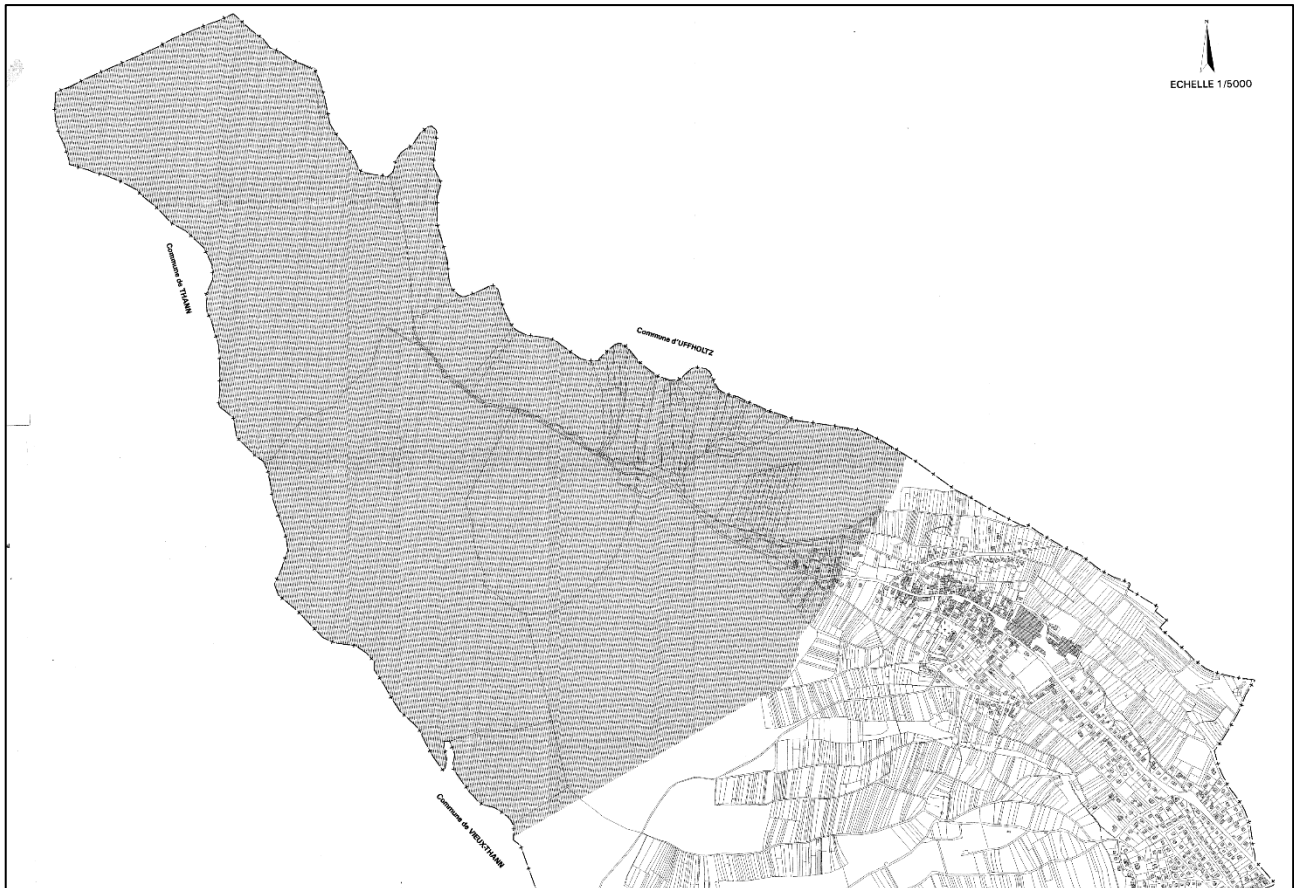 N
ECHELLE 1/5000
Commune de THANN
Commune d'UFFHOLTZ
Commune de VIEUX-THANN